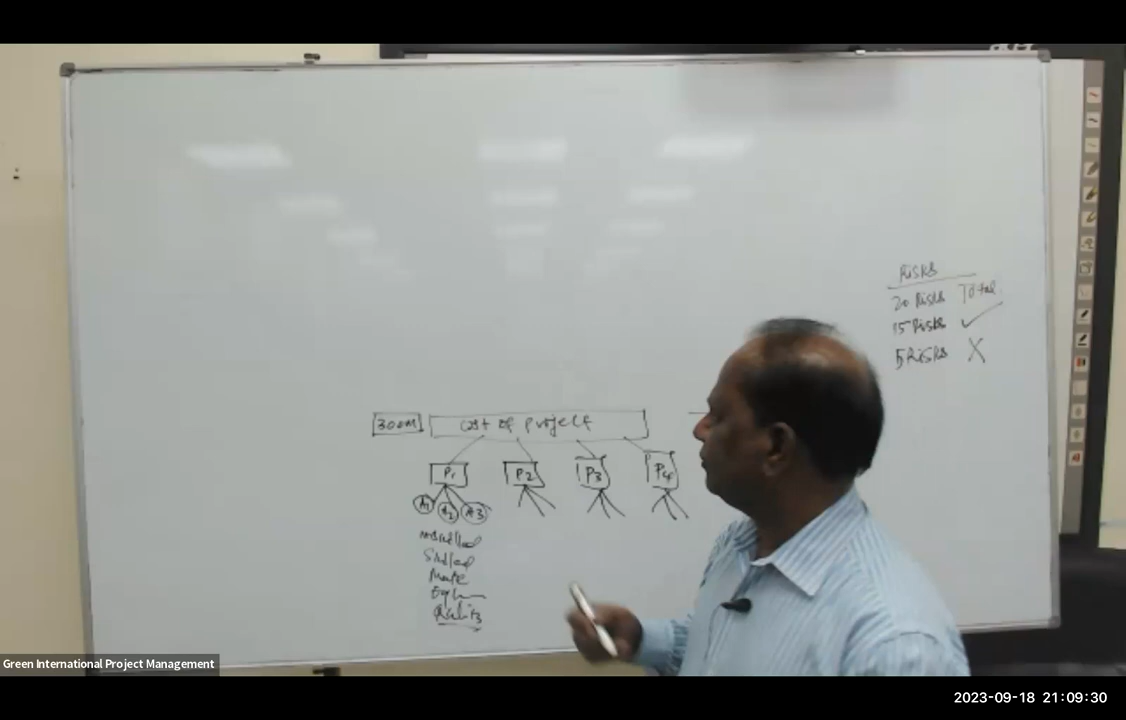 Risks
20 Risks Total
15 Risks ✓
5 Risks X
300M Cost of Project
P1 P2 P3 P4
A1 A2 A3
Skilled
Mate
Quality
Green International Project Management
2023-09-18 21:09:30